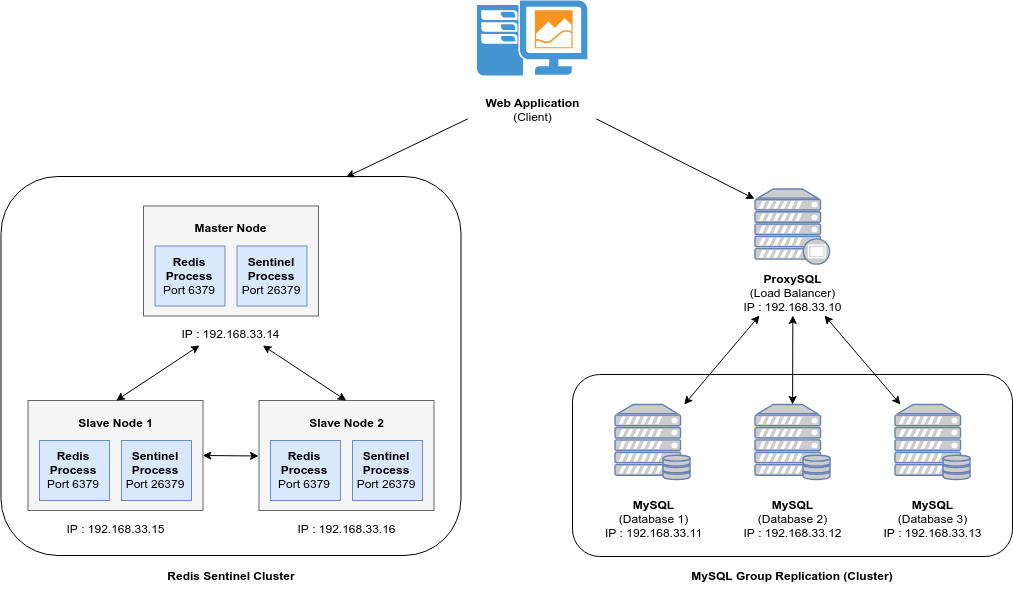 Web Application
(Client)
Master Node
Redis
Process
Port 6379
Sentinel
Process
Port 26379
IP : 192.168.33.14
Slave Node 1
Redis
Process
Port 6379
Sentinel
Process
Port 26379
IP : 192.168.33.15
Slave Node 2
Redis
Process
Port 6379
Sentinel
Process
Port 26379
IP : 192.168.33.16
Redis Sentinel Cluster
ProxySQL
(Load Balancer)
IP : 192.168.33.10
MySQL
(Database 1)
IP : 192.168.33.11
MySQL
(Database 2)
IP : 192.168.33.12
MySQL
(Database 3)
IP : 192.168.33.13
MySQL Group Replication (Cluster)